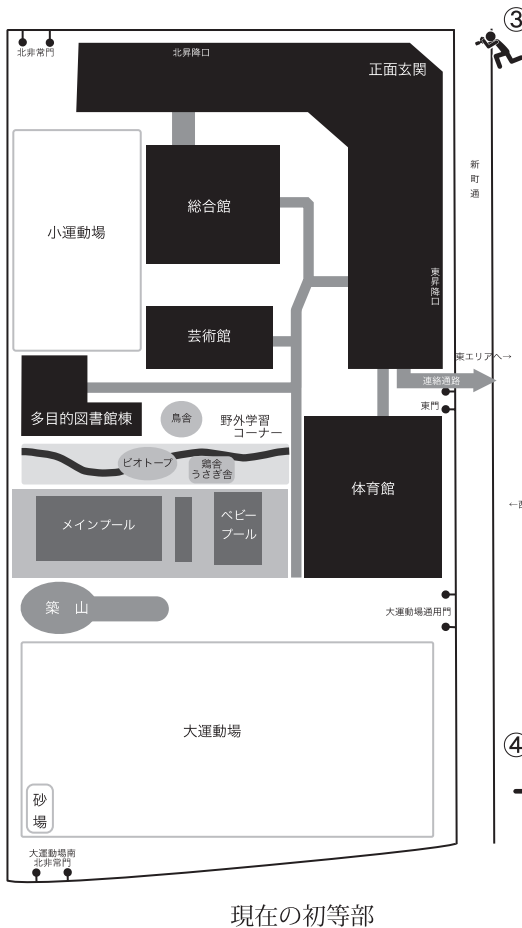 ③
北非常門
北昇降口
正面玄関
新町通
総合館
小運動場
東昇降口
芸術館
東エリアへ→
連絡通路
東門
多目的図書館棟
鳥舎
野外学習
コーナー
ビオトープ
鶏舎
うさぎ舎
体育館
メインプール
ベビー
プール
←西
築 山
大運動場通用門
大運動場
④
砂
場
大運動場南
北非常門
現在の初等部